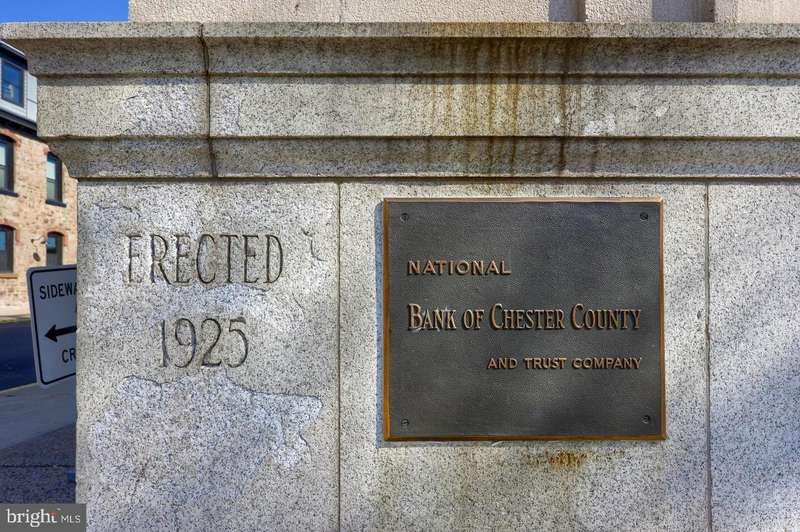 ERECTED
1925
NATIONAL
BANK OF CHESTER COUNTY
AND TRUST COMPANY
SIDEWA
CR
bright MLS